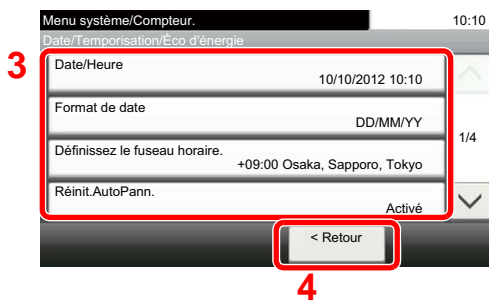 Menu système/Compteur. 10:10
Date/Temporisation/Éco d'énergie
3
Date/Heure
10/10/2012 10:10
Format de date
DD/MM/YY
1/4
Définissez le fuseau horaire.
+09:00 Osaka, Sapporo, Tokyo
Réinit.AutoPann.
Activé
< Retour
4